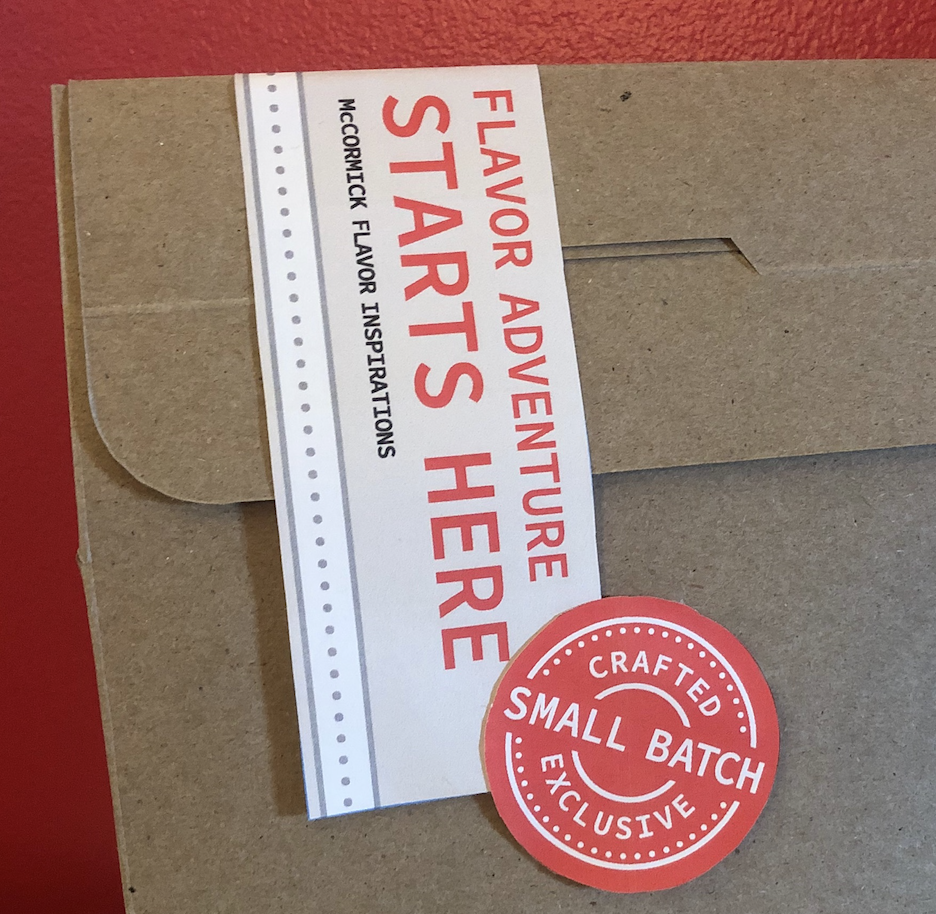 FLAVOR ADVENTURE
STARTS HERE
McCORMICK FLAVOR INSPIRATIONS
CRAFTED
SMALL BATCH
EXCLUSIVE